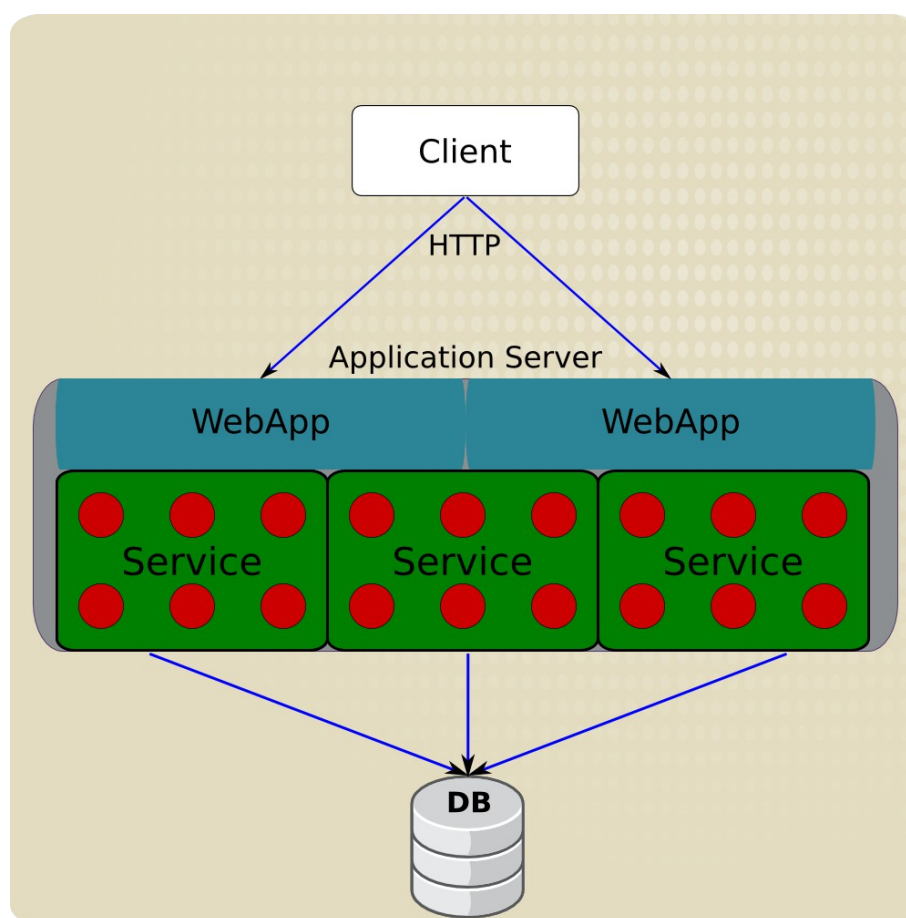 Client
HTTP
Application Server
WebApp WebApp
Service Service Service
DB